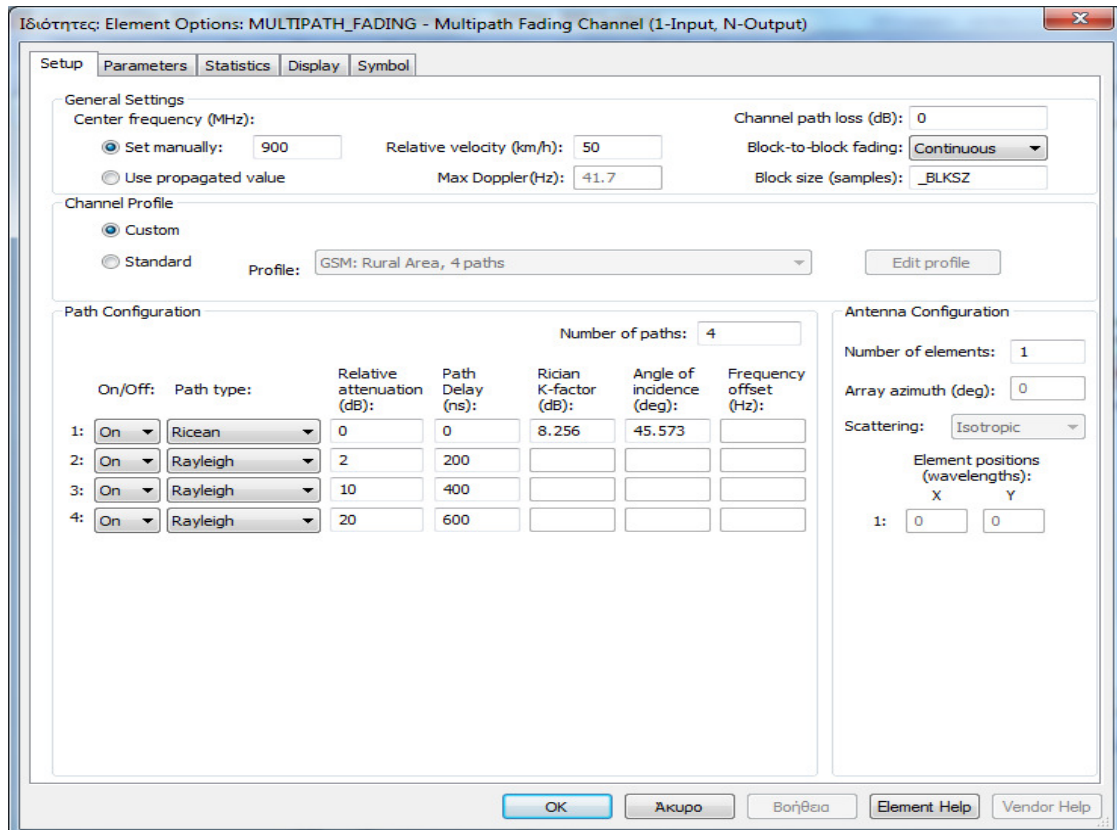 Ιδιότητες: Element Options: MULTIPATH_FADING - Multipath Fading Channel (1-Input, N-Output)
Setup Parameters Statistics Display Symbol
General Settings
Center frequency (MHz): Channel path loss (dB): 0
Set manually: 900 Relative velocity (km/h): 50 Block-to-block fading: Continuous
Use propagated value Max Doppler(Hz): 41.7 Block size (samples): _BLKSZ
Channel Profile
Custom
Standard Profile: GSM: Rural Area, 4 paths Edit profile
Path Configuration
Number of paths: 4
On/Off: Path type: Relative attenuation (dB): Path Delay (ns): Rician K-factor (dB): Angle of incidence (deg): Frequency offset (Hz):
1: On Ricean 0 0 8.256 45.573
2: On Rayleigh 2 200
3: On Rayleigh 10 400
4: On Rayleigh 20 600
Antenna Configuration
Number of elements: 1
Array azimuth (deg): 0
Scattering: Isotropic
Element positions
(wavelengths):
X Y
1: 0 0
OK Άκυρο Βοήθεια Element Help Vendor Help